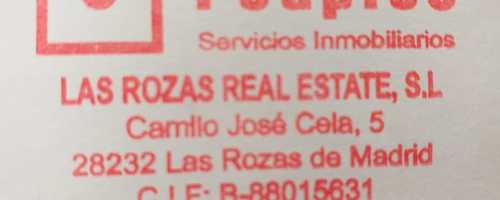 Servicios Inmobiliarios
LAS ROZAS REAL ESTATE, S.L
Camilo José Cela, 5
28232 Las Rozas de Madrid
C.I.F: B-88015631